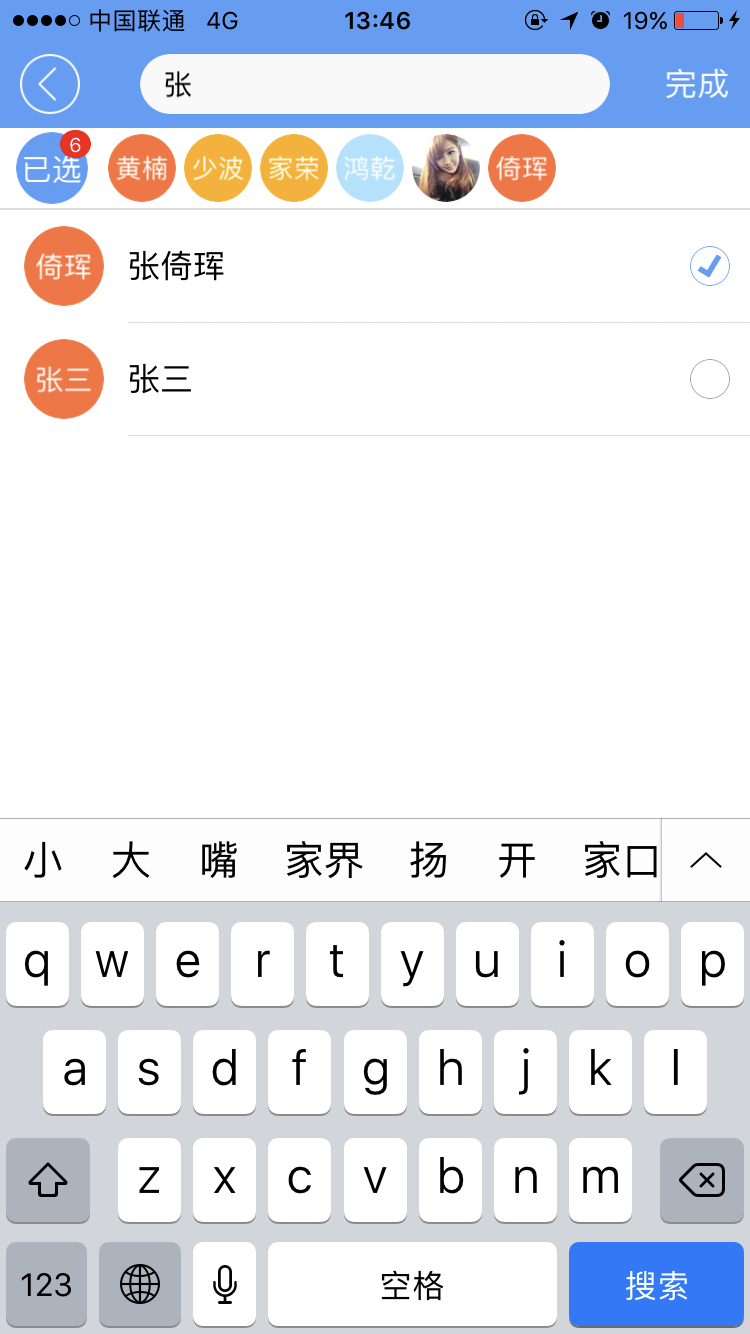 中国联通 4G 13:46 19%
张 完成
已选 6 黄楠 少波 家荣 鸿乾 倚珲
倚珲 张倚珲
张三 张三
小 大 嘴 家界 扬 开 家口
q w e r t y u i o p
a s d f g h j k l
z x c v b n m
123 空格 搜索